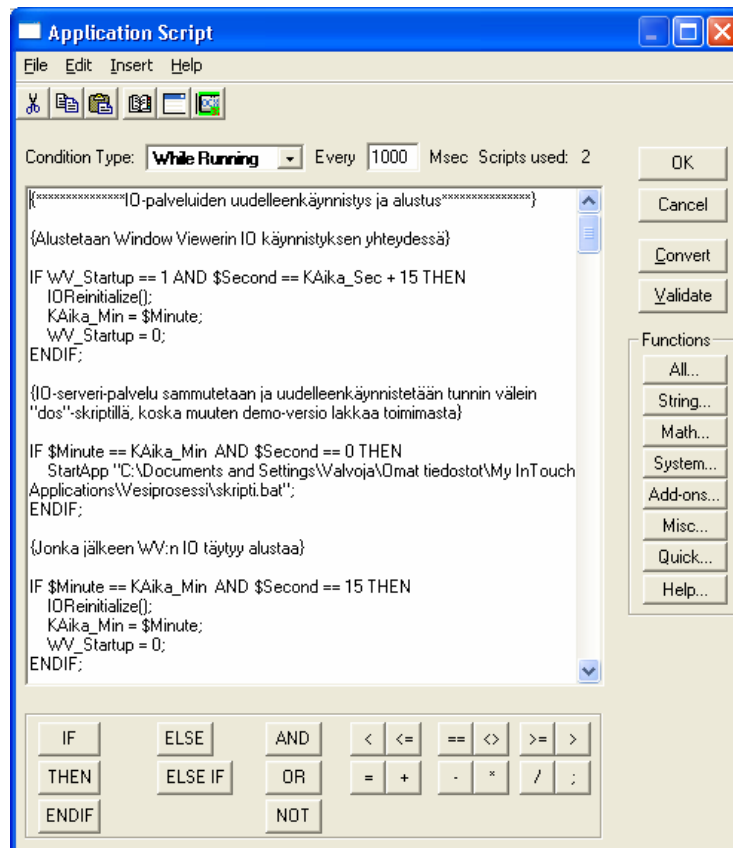 Application Script
File Edit Insert Help
Condition Type: While Running Every 1000 Msec Scripts used: 2
{***************IO-palveluiden uudelleenkäynnistys ja alustus***************}
{Alustetaan Window Viewerin IO käynnistyksen yhteydessä}
IF WV_Startup == 1 AND $Second == KAika_Sec + 15 THEN
IOReinitialize();
KAika_Min = $Minute;
WV_Startup = 0;
ENDIF;
{IO-serveri-palvelu sammutetaan ja uudelleenkäynnistetään tunnin välein
"dos"-skriptillä, koska muuten demo-versio lakkaa toimimasta}
IF $Minute == KAika_Min AND $Second == 0 THEN
StartApp "C:\Documents and Settings\Valvoja\Omat tiedostot\My InTouch
Applications\Vesiprosessi\skripti.bat";
ENDIF;
{Jonka jälkeen WV:n IO täytyy alustaa}
IF $Minute == KAika_Min AND $Second == 15 THEN
IOReinitialize();
KAika_Min = $Minute;
WV_Startup = 0;
ENDIF;
OK
Cancel
Convert
Validate
Functions
All...
String...
Math...
System...
Add-ons...
Misc...
Quick...
Help...
IF ELSE AND < <= == <> >= >
THEN ELSE IF OR = + - * / ;
ENDIF NOT